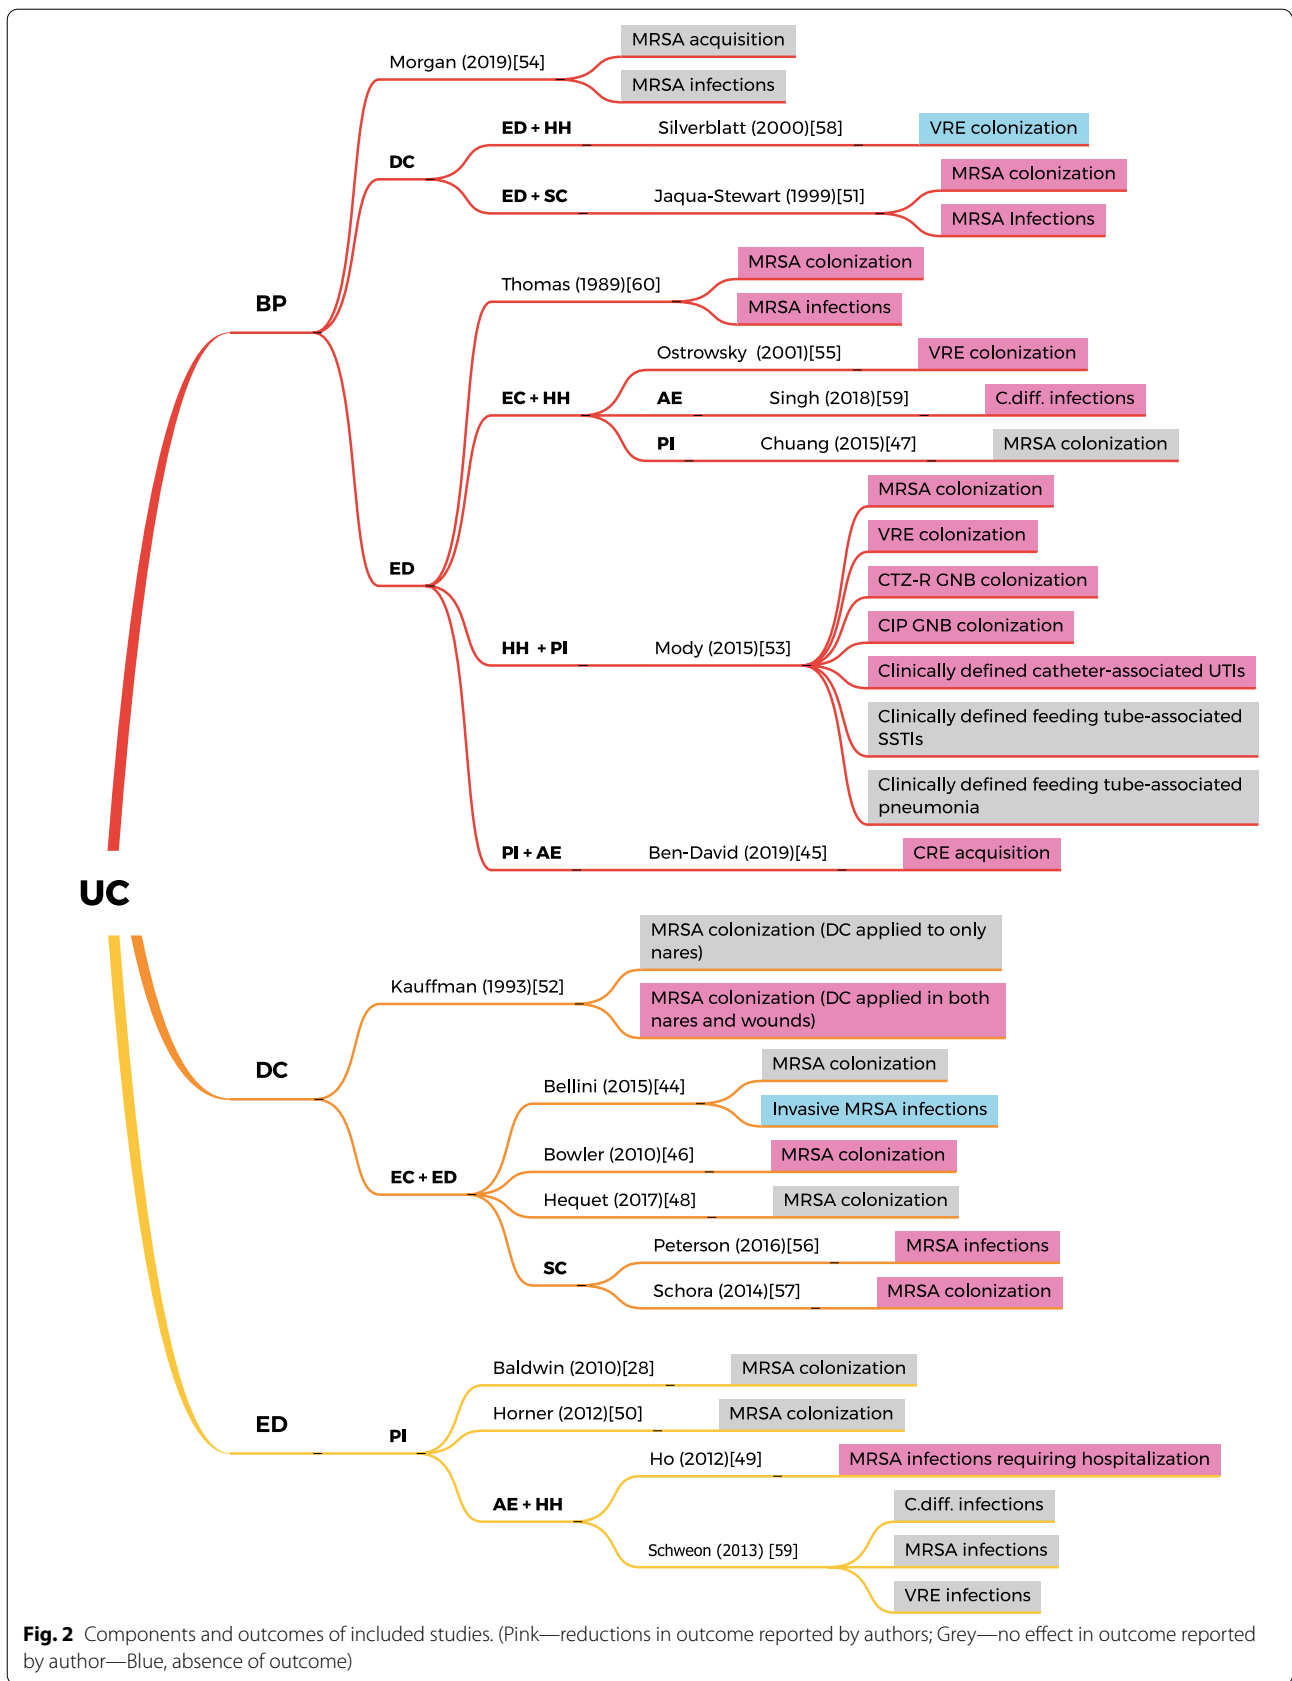 MRSA acquisition
Morgan (2019)[54]
MRSA infections
ED + HH
Silverblatt (2000)[58]
VRE colonization
DC
MRSA colonization
ED + SC
Jaqua-Stewart (1999)[51]
MRSA Infections
MRSA colonization
Thomas (1989)[60]
BP
MRSA infections
Ostrowsky (2001)[55]
VRE colonization
EC + HH
AE
Singh (2018)[59]
C.diff. infections
PI
Chuang (2015)[47]
MRSA colonization
MRSA colonization
VRE colonization
ED
CTZ-R GNB colonization
CIP GNB colonization
HH + PI
Mody (2015)[53]
Clinically defined catheter-associated UTIs
Clinically defined feeding tube-associated
SSTIs
Clinically defined feeding tube-associated
pneumonia
PI + AE
Ben-David (2019)[45]
CRE acquisition
UC
MRSA colonization (DC applied to only
nares)
Kauffman (1993)[52]
MRSA colonization (DC applied in both
nares and wounds)
DC
MRSA colonization
Bellini (2015)[44]
Invasive MRSA infections
Bowler (2010)[46]
MRSA colonization
EC + ED
Hequet (2017)[48]
MRSA colonization
Peterson (2016)[56]
MRSA infections
SC
Schora (2014)[57]
MRSA colonization
Baldwin (2010)[28]
MRSA colonization
Horner (2012)[50]
MRSA colonization
ED
PI
Ho (2012)[49]
MRSA infections requiring hospitalization
AE + HH
C.diff. infections
Schweon (2013) [59]
MRSA infections
VRE infections
Fig. 2 Components and outcomes of included studies. (Pink—reductions in outcome reported by authors; Grey—no effect in outcome reported
by author—Blue, absence of outcome)